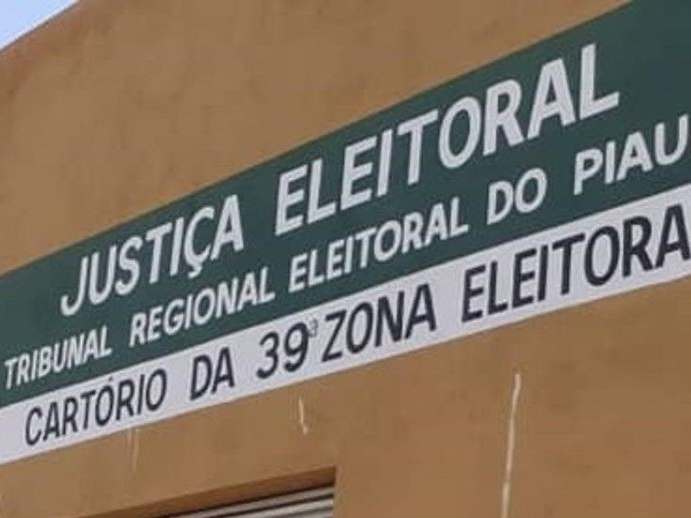 JUSTIÇA ELEITORAL
TRIBUNAL REGIONAL ELEITORAL DO PIAU
CARTÓRIO DA 39ª ZONA ELEITORA